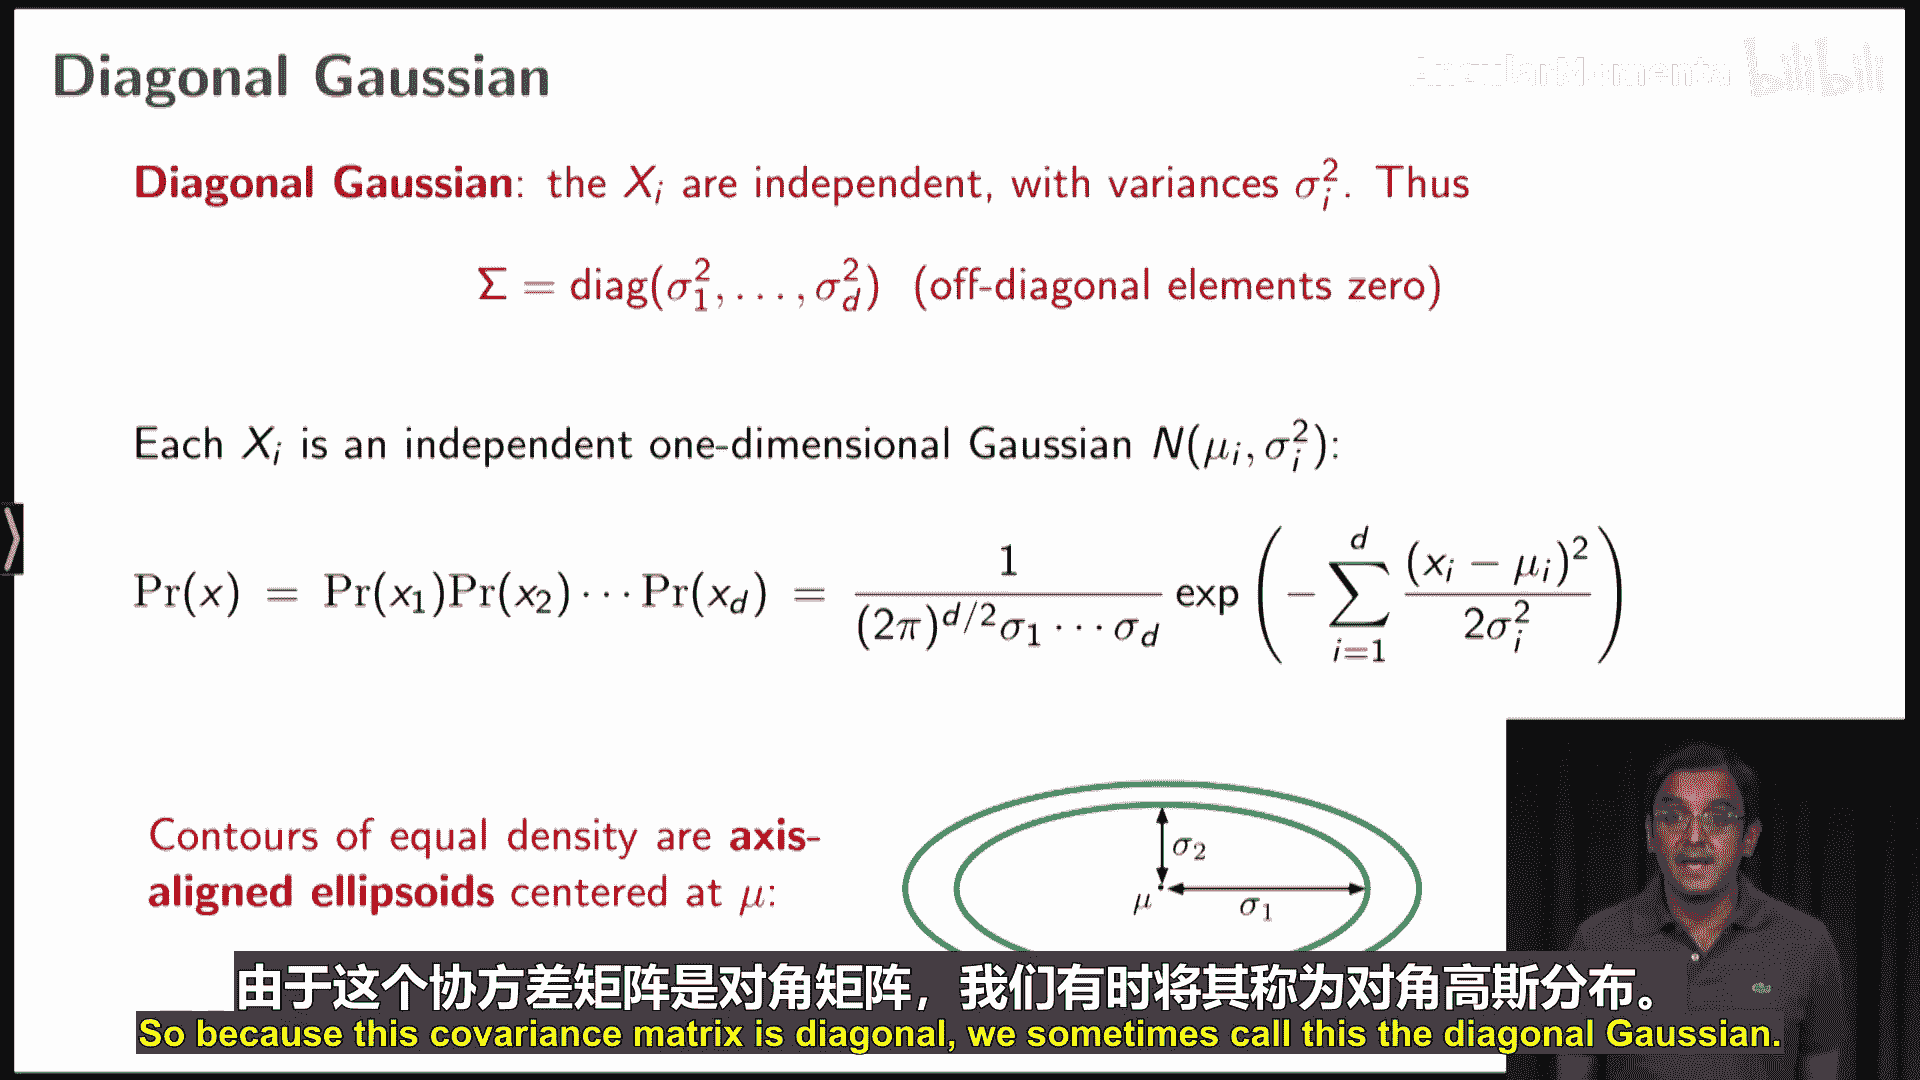 Diagonal Gaussian
AngularMomenta bilibili
Diagonal Gaussian: the Xᵢ are independent, with variances σᵢ². Thus
Σ = diag(σ₁², . . . , σ_d²) (off-diagonal elements zero)
Each Xᵢ is an independent one-dimensional Gaussian N(μᵢ, σᵢ²):
Pr(x) = Pr(x₁)Pr(x₂) · · · Pr(x_d) = 1 / ((2π)^{d/2} σ₁ · · · σ_d) exp ( − ∑_{i=1}^{d} (xᵢ − μᵢ)² / 2σᵢ² )
Contours of equal density are axis-
aligned ellipsoids centered at μ:
σ₂
μ
σ₁
由于这个协方差矩阵是对角矩阵，我们有时将其称为对角高斯分布。
So because this covariance matrix is diagonal, we sometimes call this the diagonal Gaussian.